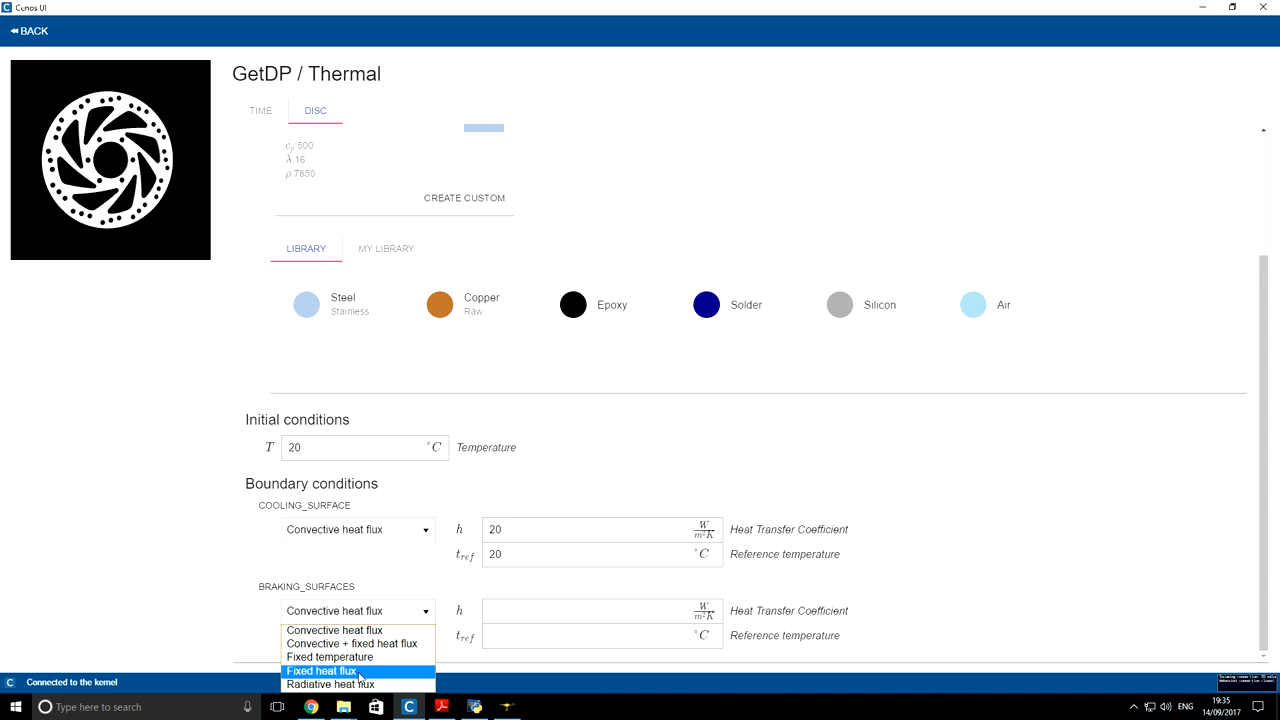 Cenos UI
BACK
GetDP / Thermal
TIME
DISC
cp:500
λ:16
ρ:7850
CREATE CUSTOM
LIBRARY
MY LIBRARY
Steel
Stainless
Copper
Raw
Epoxy
Solder
Silicon
Air
Initial conditions
T 20 °C Temperature
Boundary conditions
COOLING_SURFACE
Convective heat flux h 20 W/m²K Heat Transfer Coefficient
tref 20 °C Reference temperature
BRAKING_SURFACES
Convective heat flux h W/m²K Heat Transfer Coefficient
Convective heat flux
tref °C Reference temperature
Convective + fixed heat flux
Fixed temperature
Fixed heat flux
Radiative heat flux
Connected to the kernel
Type here to search
ENG
19:35
14/09/2017